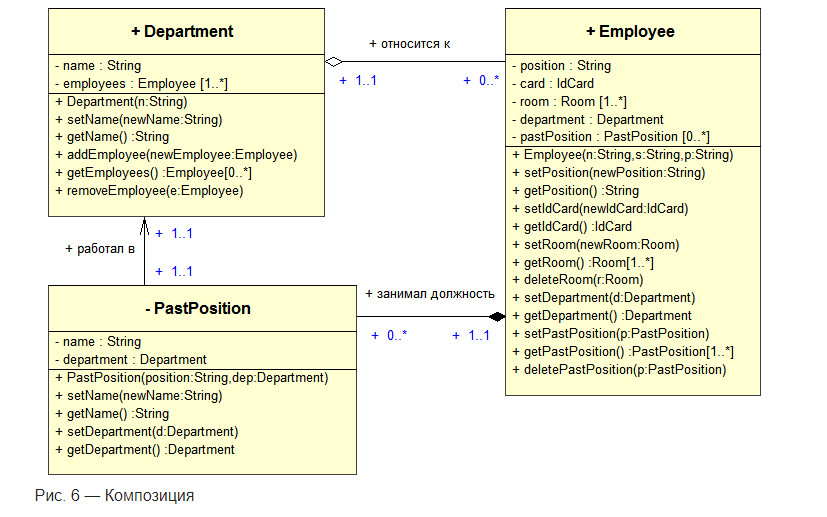 + Department
- name : String
- employees : Employee [1..*]
+ Department(n:String)
+ setName(newName:String)
+ getName() :String
+ addEmployee(newEmployee:Employee)
+ getEmployees() :Employee[0..*]
+ removeEmployee(e:Employee)
+ относится к
+ 1..1
+ 0..*
+ Employee
- position : String
- card : IdCard
- room : Room [1..*]
- department : Department
- pastPosition : PastPosition [0..*]
+ Employee(n:String,s:String,p:String)
+ setPosition(newPosition:String)
+ getPosition() :String
+ setIdCard(newIdCard:IdCard)
+ getIdCard() :IdCard
+ setRoom(newRoom:Room)
+ getRoom() :Room[1..*]
+ deleteRoom(r:Room)
+ setDepartment(d:Department)
+ getDepartment() :Department
+ setPastPosition(p:PastPosition)
+ getPastPosition() :PastPosition[1..*]
+ deletePastPosition(p:PastPosition)
+ 1..1
+ работал в
+ 1..1
- PastPosition
- name : String
- department : Department
+ PastPosition(position:String,dep:Department)
+ setName(newName:String)
+ getName() :String
+ setDepartment(d:Department)
+ getDepartment() :Department
+ занимал должность
+ 0..*
+ 1..1
Рис. 6 — Композиция